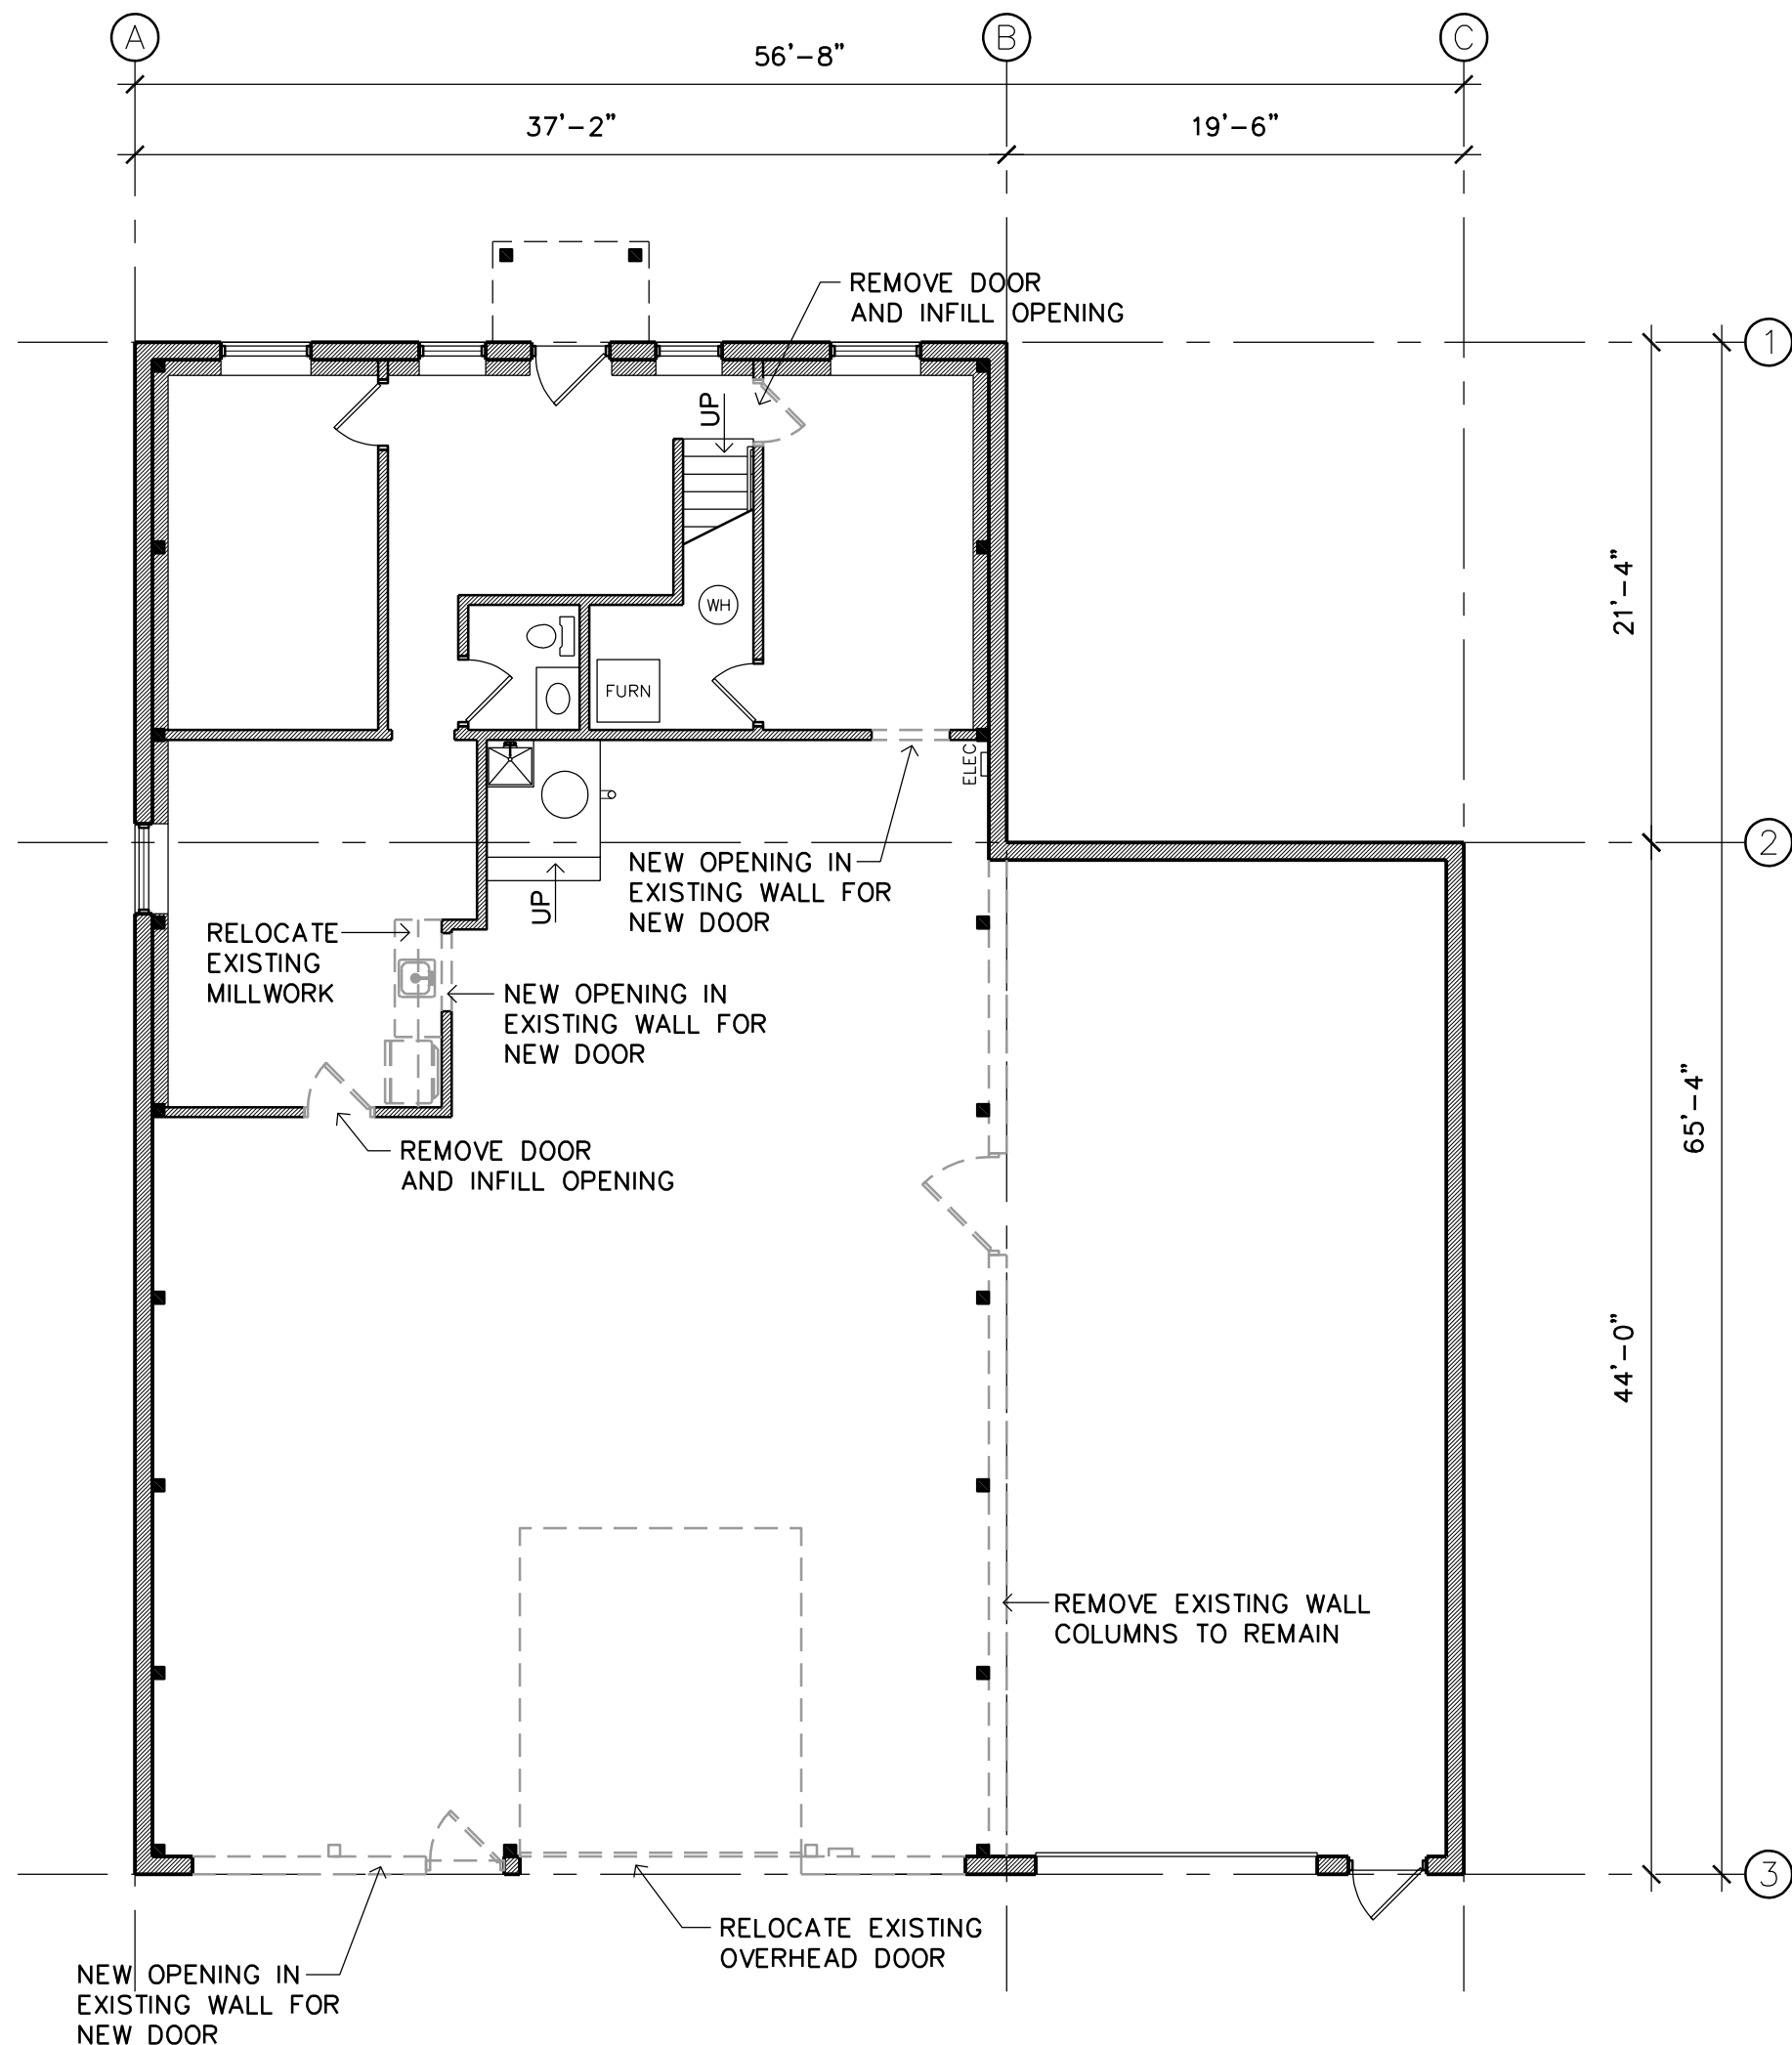 A
B
C
56'-8"
37'-2"
19'-6"
REMOVE DOOR
AND INFILL OPENING
1
UP
21'-4"
WH
FURN
ELEC
2
NEW OPENING IN
EXISTING WALL FOR
NEW DOOR
UP
RELOCATE
EXISTING
MILLWORK
NEW OPENING IN
EXISTING WALL FOR
NEW DOOR
65'-4"
REMOVE DOOR
AND INFILL OPENING
44'-0"
REMOVE EXISTING WALL
COLUMNS TO REMAIN
3
RELOCATE EXISTING
OVERHEAD DOOR
NEW OPENING IN
EXISTING WALL FOR
NEW DOOR